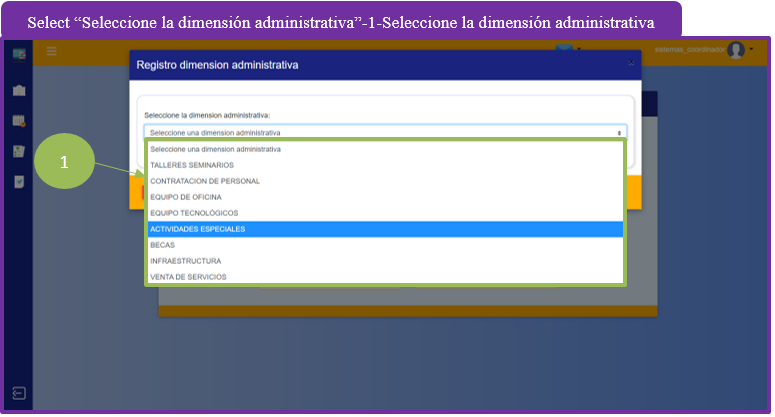 Select “Seleccione la dimensión administrativa”-1-Seleccione la dimensión administrativa
sistemas_coordinador
Registro dimension administrativa
×
Seleccione la dimension administrativa:
Seleccione una dimension administrativa
Seleccione una dimension administrativa
1
TALLERES SEMINARIOS
CONTRATACION DE PERSONAL
EQUIPO DE OFICINA
EQUIPO TECNOLÓGICOS
ACTIVIDADES ESPECIALES
BECAS
INFRAESTRUCTURA
VENTA DE SERVICIOS